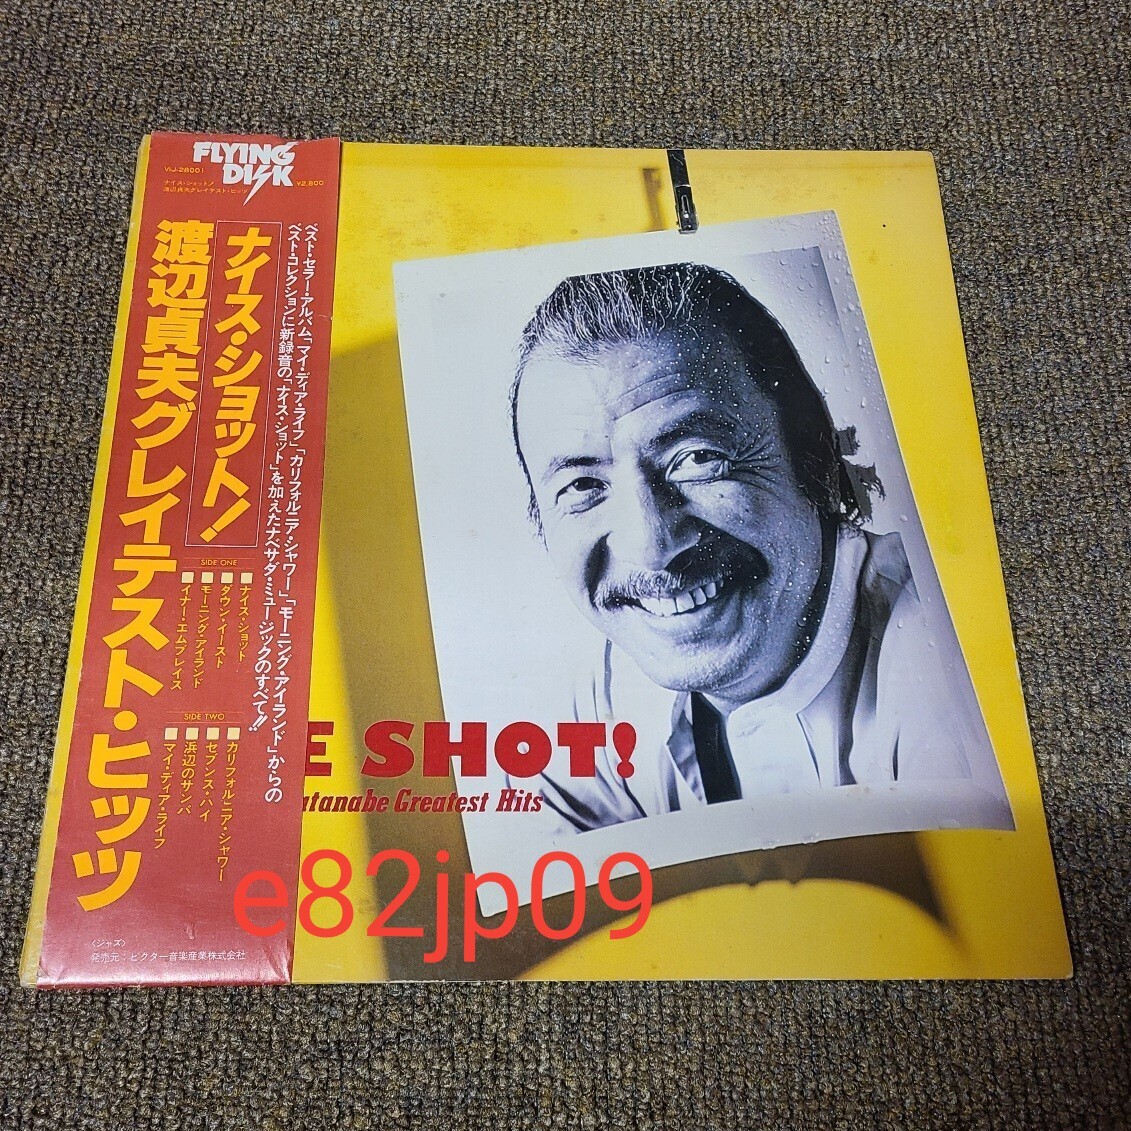 FLYING
DISK
VIJ-28001
ナイス・ショット/
渡辺貞夫グレイテスト・ヒッツ
¥2,800
ベスト・セラー・アルバム「マイ・ディア・ライフ」「カリフォルニア・シャワー」「モーニング・アイランド」からの
ベスト・コレクションに新録音の「ナイス・ショット」を加えたナベサダ・ミュージックのすべて!!
ナイス・ショット!
渡辺貞夫グレイテスト・ヒッツ
SIDE ONE
■ナイス・ショット
■ダウン・イースト
■モーニング・アイランド
■イナー・エムブレイス
SIDE TWO
■カリフォルニア・シャワー
■セブンス・ハイ
■浜辺のサンバ
■マイ・ディア・ライフ
〈ジャズ〉
発売元:ビクター音楽産業株式会社
E SHOT!
atanabe Greatest Hits
e82jp09